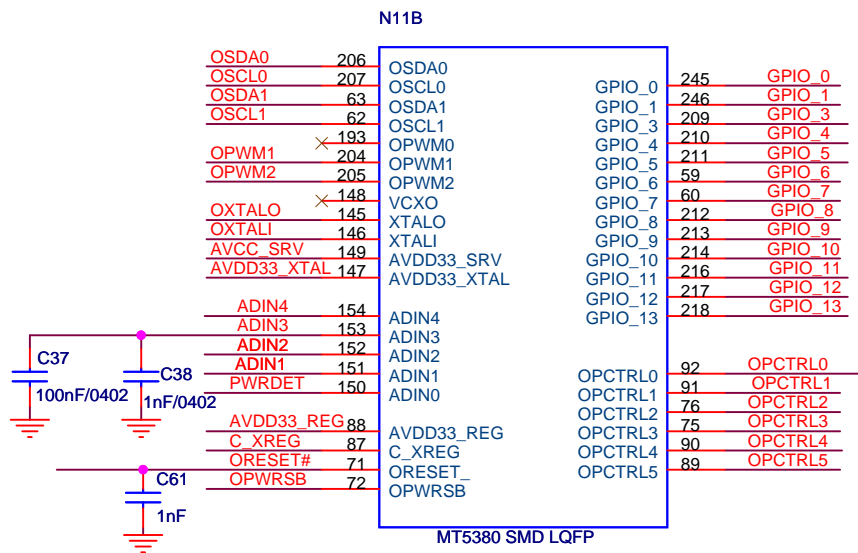 N11B
OSDA0 206 OSDA0
OSCL0 207 OSCL0 GPIO_0 245 GPIO_0
OSDA1 63 OSDA1 GPIO_1 246 GPIO_1
OSCL1 62 OSCL1 GPIO_3 209 GPIO_3
193 OPWM0 GPIO_4 210 GPIO_4
OPWM1 204 OPWM1 GPIO_5 211 GPIO_5
OPWM2 205 OPWM2 GPIO_6 59 GPIO_6
148 VCXO GPIO_7 60 GPIO_7
OXTALO 145 XTALO GPIO_8 212 GPIO_8
OXTALI 146 XTALI GPIO_9 213 GPIO_9
AVCC_SRV 149 AVDD33_SRV GPIO_10 214 GPIO_10
AVDD33_XTAL 147 AVDD33_XTAL GPIO_11 216 GPIO_11
GPIO_12 217 GPIO_12
ADIN4 154 ADIN4 GPIO_13 218 GPIO_13
ADIN3 153 ADIN3
ADIN2 152 ADIN2
ADIN1 151 ADIN1 OPCTRL0 92 OPCTRL0
PWRDET 150 ADIN0 OPCTRL1 91 OPCTRL1
C37
100nF/0402
C38
1nF/0402
OPCTRL2 76 OPCTRL2
AVDD33_REG 88 AVDD33_REG OPCTRL3 75 OPCTRL3
C_XREG 87 C_XREG OPCTRL4 90 OPCTRL4
ORESET# 71 ORESET_ OPCTRL5 89 OPCTRL5
OPWRSB 72 OPWRSB
C61
1nF
MT5380 SMD LQFP